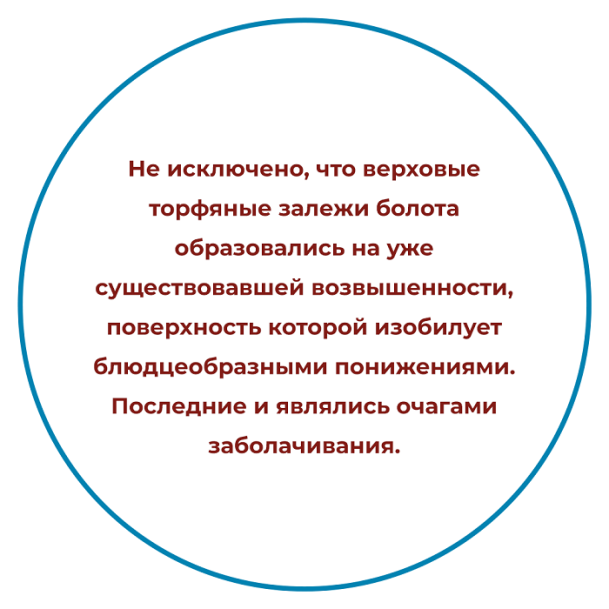 Не исключено, что верховые
торфяные залежи болота
образовались на уже
существовавшей возвышенности,
поверхность которой изобилует
блюдцеобразными понижениями.
Последние и являлись очагами
заболачивания.